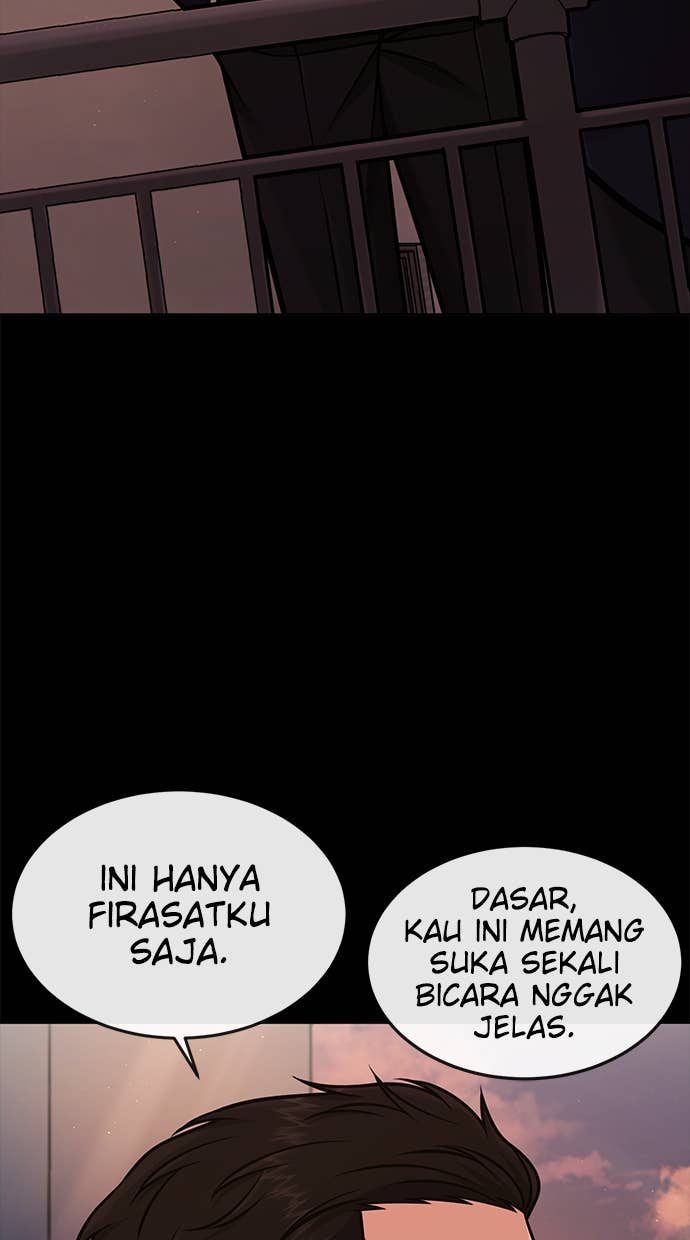 INI HANYA
FIRASATKU
SAJA.
DASAR,
KAU INI MEMANG
SUKA SEKALI
BICARA NGGAK
JELAS.